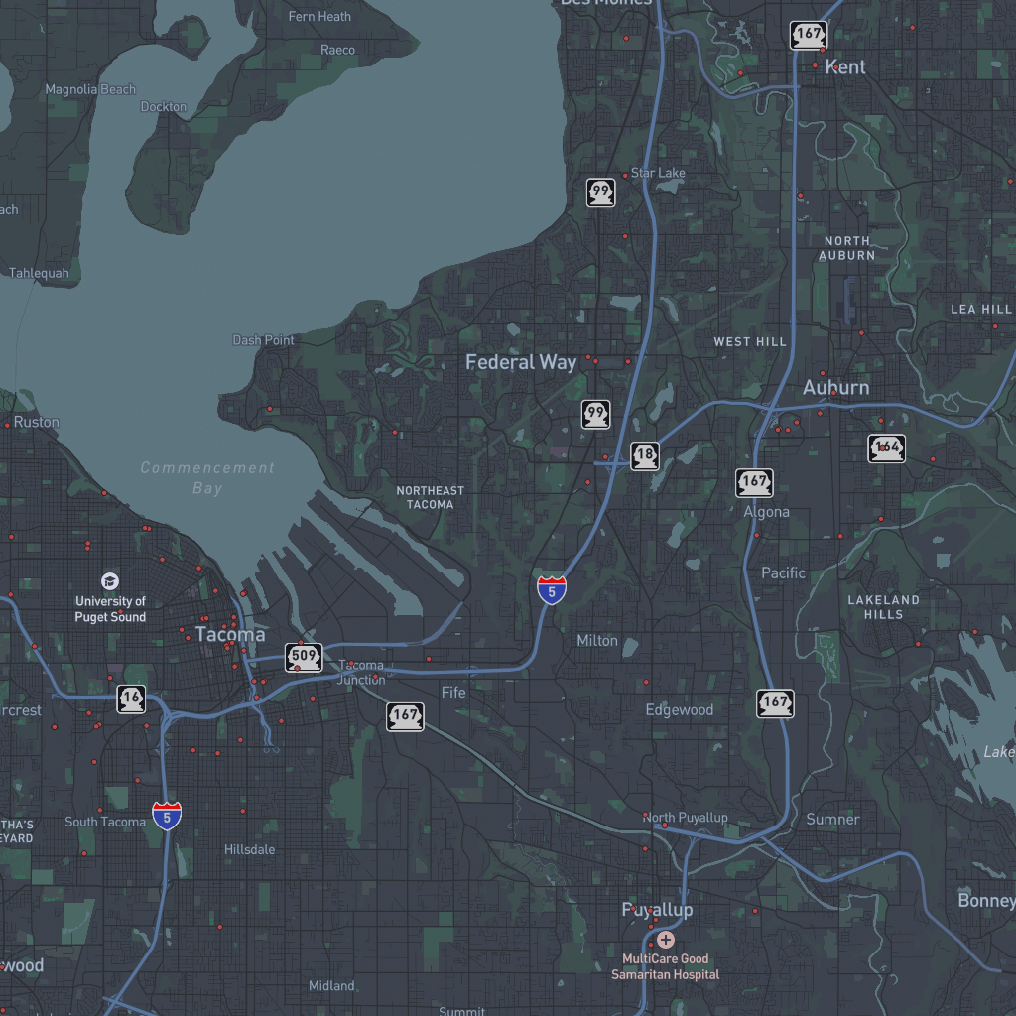 Des Moines
Fern Heath
167
Raeco
Kent
Magnolia Beach
Dockton
Star Lake
99
ach
NORTH
AUBURN
Tahlequah
LEA HILL
Dash Point
WEST HILL
Federal Way
Auburn
99
Ruston
164
18
Commencement
Bay
167
NORTHEAST
TACOMA
Algona
Pacific
University of
Puget Sound
5
LAKELAND
HILLS
Tacoma
Milton
509
Tacoma
Junction
Fife
16
167
rcrest
167
Edgewood
Lake
5
South Tacoma
THA'S
EYARD
North Puyallup
Sumner
Hillsdale
Bonney
Puyallup
MultiCare Good
Samaritan Hospital
wood
Midland
Summit